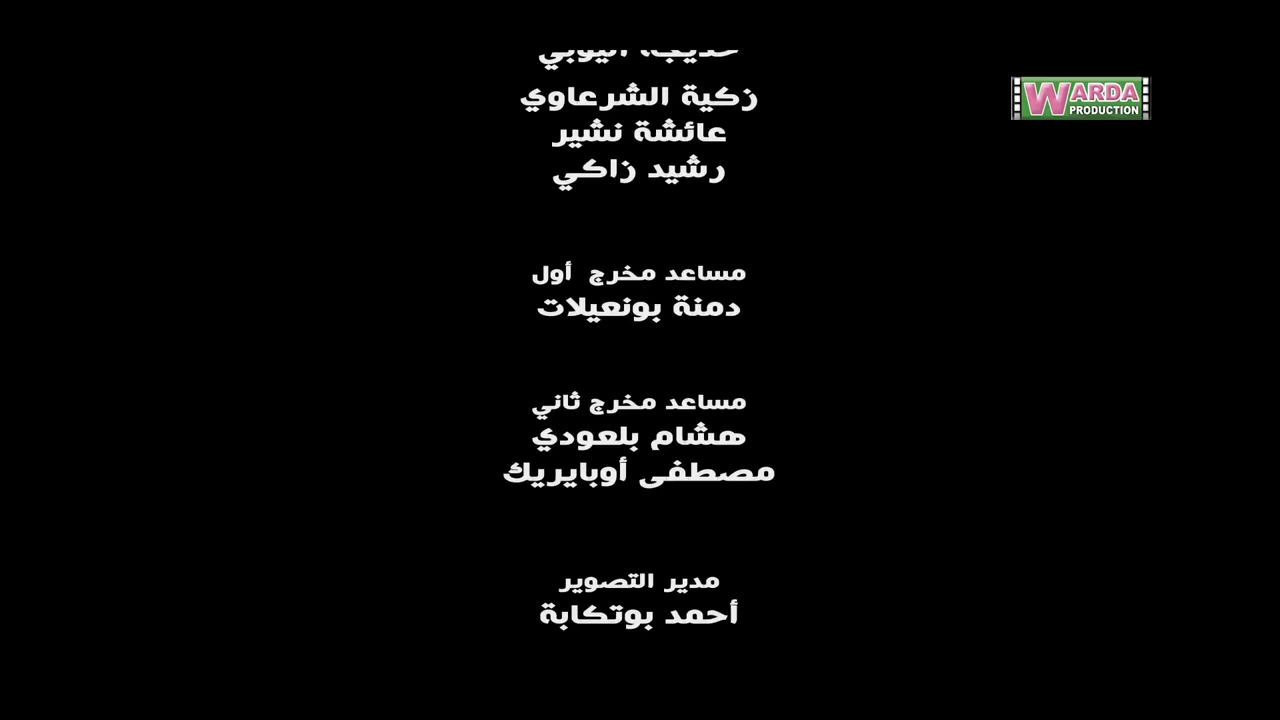 زكية الشرعاوي
عائشة نشير
رشيد زاكي
مساعد مخرج أول
دمنة بونعيلات
مساعد مخرج ثاني
هشام بلعودي
مصطفى أوبايريك
مدير التصوير
أحمد بوتكابة
WARDA
PRODUCTION